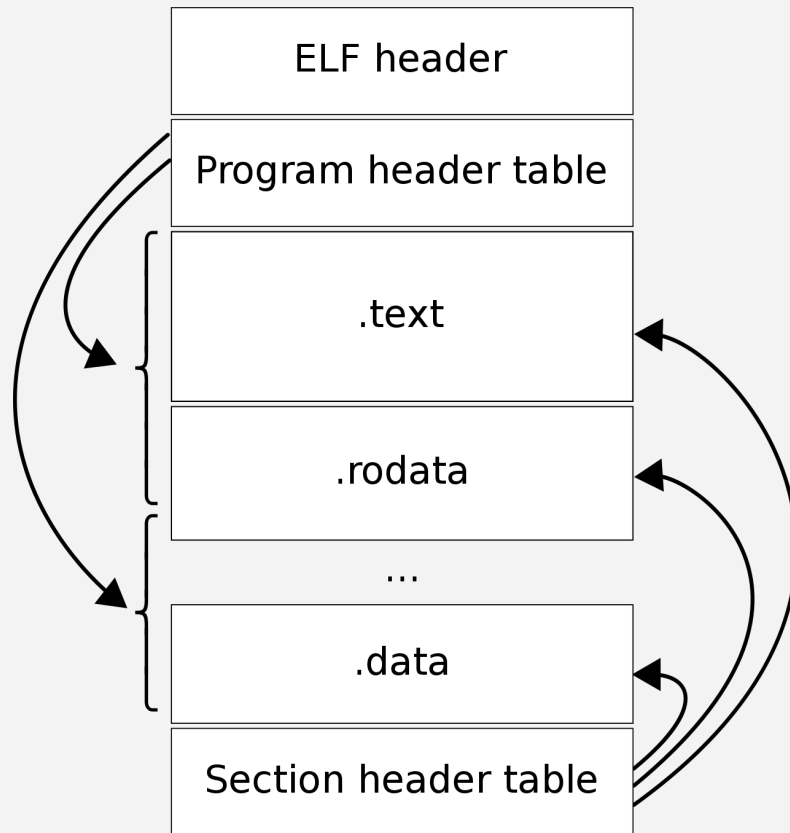 ELF header
Program header table
.text
.rodata
...
.data
Section header table